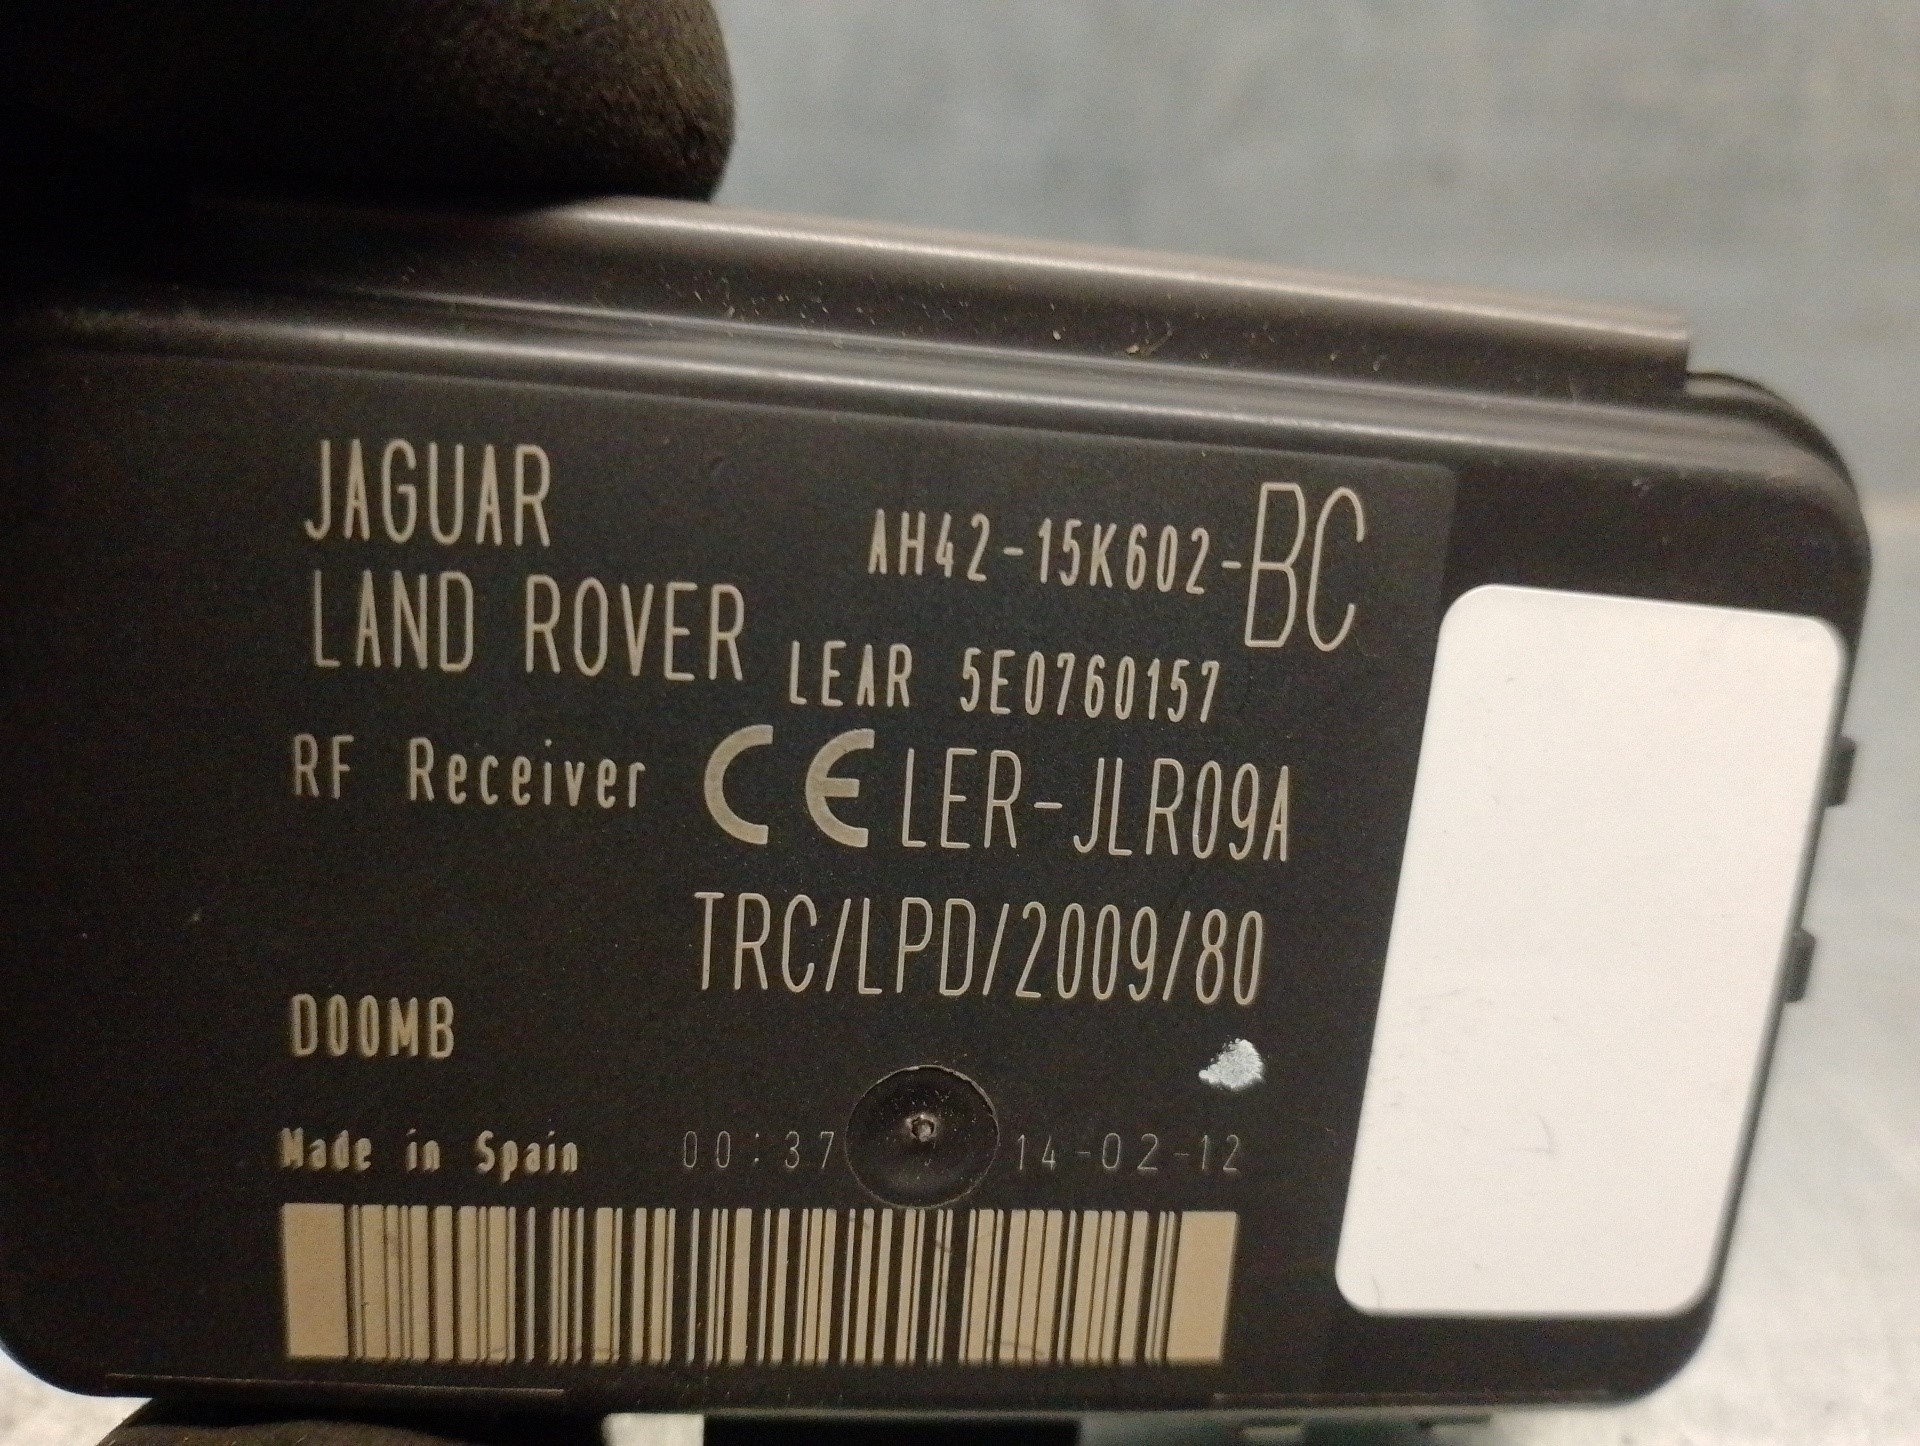 JAGUAR
LAND ROVER
AH42-15K602-BC
LEAR 5E0760157
RF Receiver CE LER-JLR09A
TRC/LPD/2009/80
D00MB
Made in Spain 00:37 14-02-12